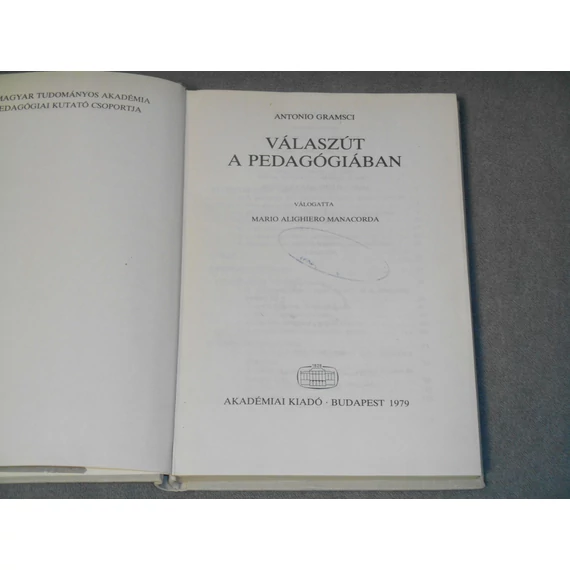 MAGYAR TUDOMÁNYOS AKADÉMIA
PEDAGÓGIAI KUTATÓ CSOPORTJA
ANTONIO GRAMSCI
VÁLASZÚT
A PEDAGÓGIÁBAN
VÁLOGATTA
MARIO ALIGHIERO MANACORDA
AKADÉMIAI KIADÓ · BUDAPEST 1979